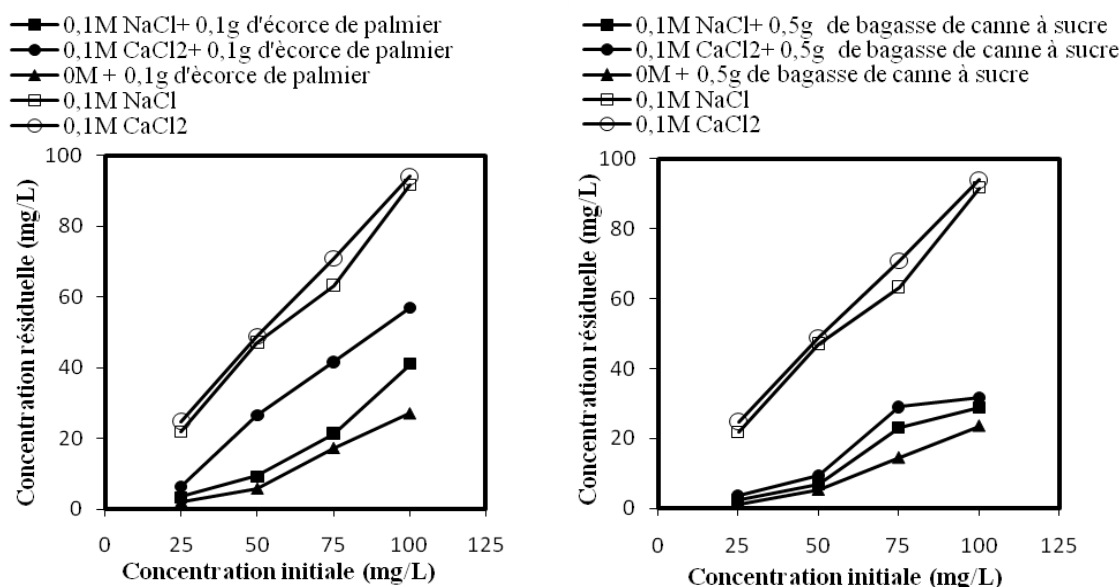 0,1M NaCl+ 0,1g d'écorce de palmier
0,1M CaCl2+ 0,1g d'ècorce de palmier
0M + 0,1g d'ècorce de palmier
0,1M NaCl
0,1M CaCl2
100
80
60
40
20
0
0
25
50
75
100
125
Concentration résiduelle (mg/L)
Concentration initiale (mg/L)
0,1M NaCl+ 0,5g de bagasse de canne à sucre
0,1M CaCl2+ 0,5g de bagasse de canne à sucre
0M + 0,5g de bagasse de canne à sucre
0,1M NaCl
0,1M CaCl2
100
80
60
40
20
0
0
25
50
75
100
125
Concentration résiduelle (mg/L)
Concentration initiale (mg/L)